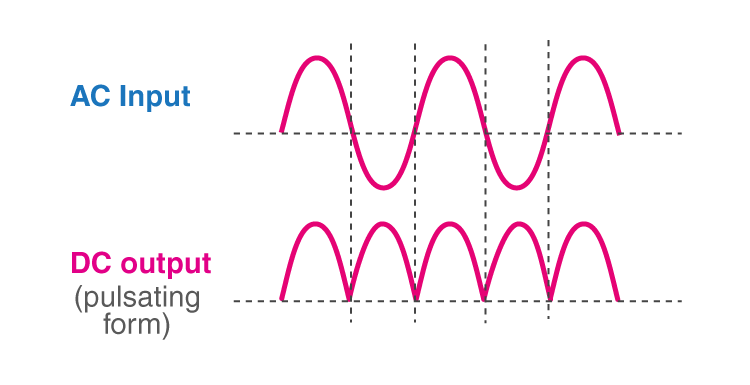 AC Input
DC output
(pulsating
form)